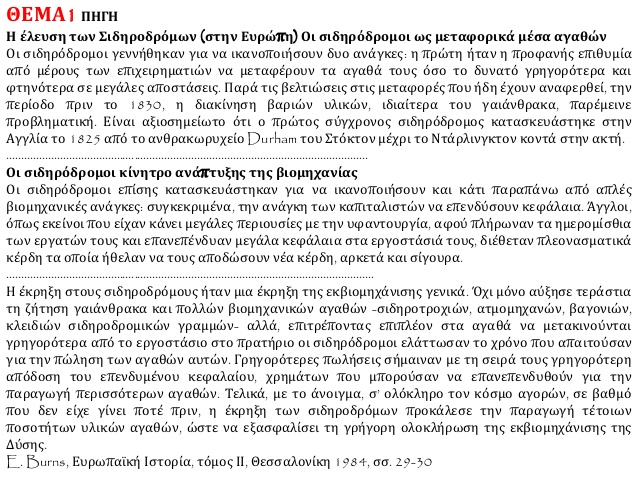 ΘΕΜΑ1 ΠΗΓΗ
Η έλευση των Σιδηροδρόμων (στην Ευρώπη) Οι σιδηρόδρομοι ως μεταφορικά μέσα αγαθών
Οι σιδηρόδρομοι γεννήθηκαν για να ικανοποιήσουν δυο ανάγκες: η πρώτη ήταν η προφανής επιθυμία
από μέρους των επιχειρηματιών να μεταφέρουν τα αγαθά τους όσο το δυνατό γρηγορότερα και
φτηνότερα σε μεγάλες αποστάσεις. Παρά τις βελτιώσεις στις μεταφορές που ήδη έχουν αναφερθεί, την
περίοδο πριν το 1830, η διακίνηση βαριών υλικών, ιδιαίτερα του γαιάνθρακα, παρέμεινε
προβληματική. Είναι αξιοσημείωτο ότι ο πρώτος σύγχρονος σιδηρόδρομος κατασκευάστηκε στην
Αγγλία το 1825 από το ανθρακωρυχείο Durham του Στόκτον μέχρι το Ντάρλινγκτον κοντά στην ακτή.
..........................................................................................................
Οι σιδηρόδρομοι κίνητρο ανάπτυξης της βιομηχανίας
Οι σιδηρόδρομοι επίσης κατασκευάστηκαν για να ικανοποιήσουν και κάτι παραπάνω από απλές
βιομηχανικές ανάγκες: συγκεκριμένα, την ανάγκη των καπιταλιστών να επενδύσουν κεφάλαια. Άγγλοι,
όπως εκείνοι που είχαν κάνει μεγάλες περιουσίες με την υφαντουργία, αφού πλήρωναν τα ημερομίσθια
των εργατών τους και επανεπένδυαν μεγάλα κεφάλαια στα εργοστάσιά τους, διέθεταν πλεονασματικά
κέρδη τα οποία ήθελαν να τους αποδώσουν νέα κέρδη, αρκετά και σίγουρα.
............................................................................................................
Η έκρηξη στους σιδηροδρόμους ήταν μια έκρηξη της εκβιομηχάνισης γενικά. Όχι μόνο αύξησε τεράστια
τη ζήτηση γαιάνθρακα και πολλών βιομηχανικών αγαθών –σιδηροτροχιών, ατμομηχανών, βαγονιών,
κλειδιών σιδηροδρομικών γραμμών– αλλά, επιτρέποντας επιπλέον στα αγαθά να μετακινούνται
γρηγορότερα από το εργοστάσιο στο πρατήριο οι σιδηρόδρομοι ελάττωσαν το χρόνο που απαιτούσαν
για την πώληση των αγαθών αυτών. Γρηγορότερες πωλήσεις σήμαιναν με τη σειρά τους γρηγορότερη
απόδοση του επενδυμένου κεφαλαίου, χρημάτων που μπορούσαν να επανεπενδυθούν για την
παραγωγή περισσότερων αγαθών. Τελικά, με το άνοιγμα, σ' ολόκληρο τον κόσμο αγορών, σε βαθμό
που δεν είχε γίνει ποτέ πριν, η έκρηξη των σιδηροδρόμων προκάλεσε την παραγωγή τέτοιων
ποσοτήτων υλικών αγαθών, ώστε να εξασφαλίσει τη γρήγορη ολοκλήρωση της εκβιομηχάνισης της
Δύσης.
E. Burns, Ευρωπαϊκή Ιστορία, τόμος ΙΙ, Θεσσαλονίκη 1984, σσ. 29-30